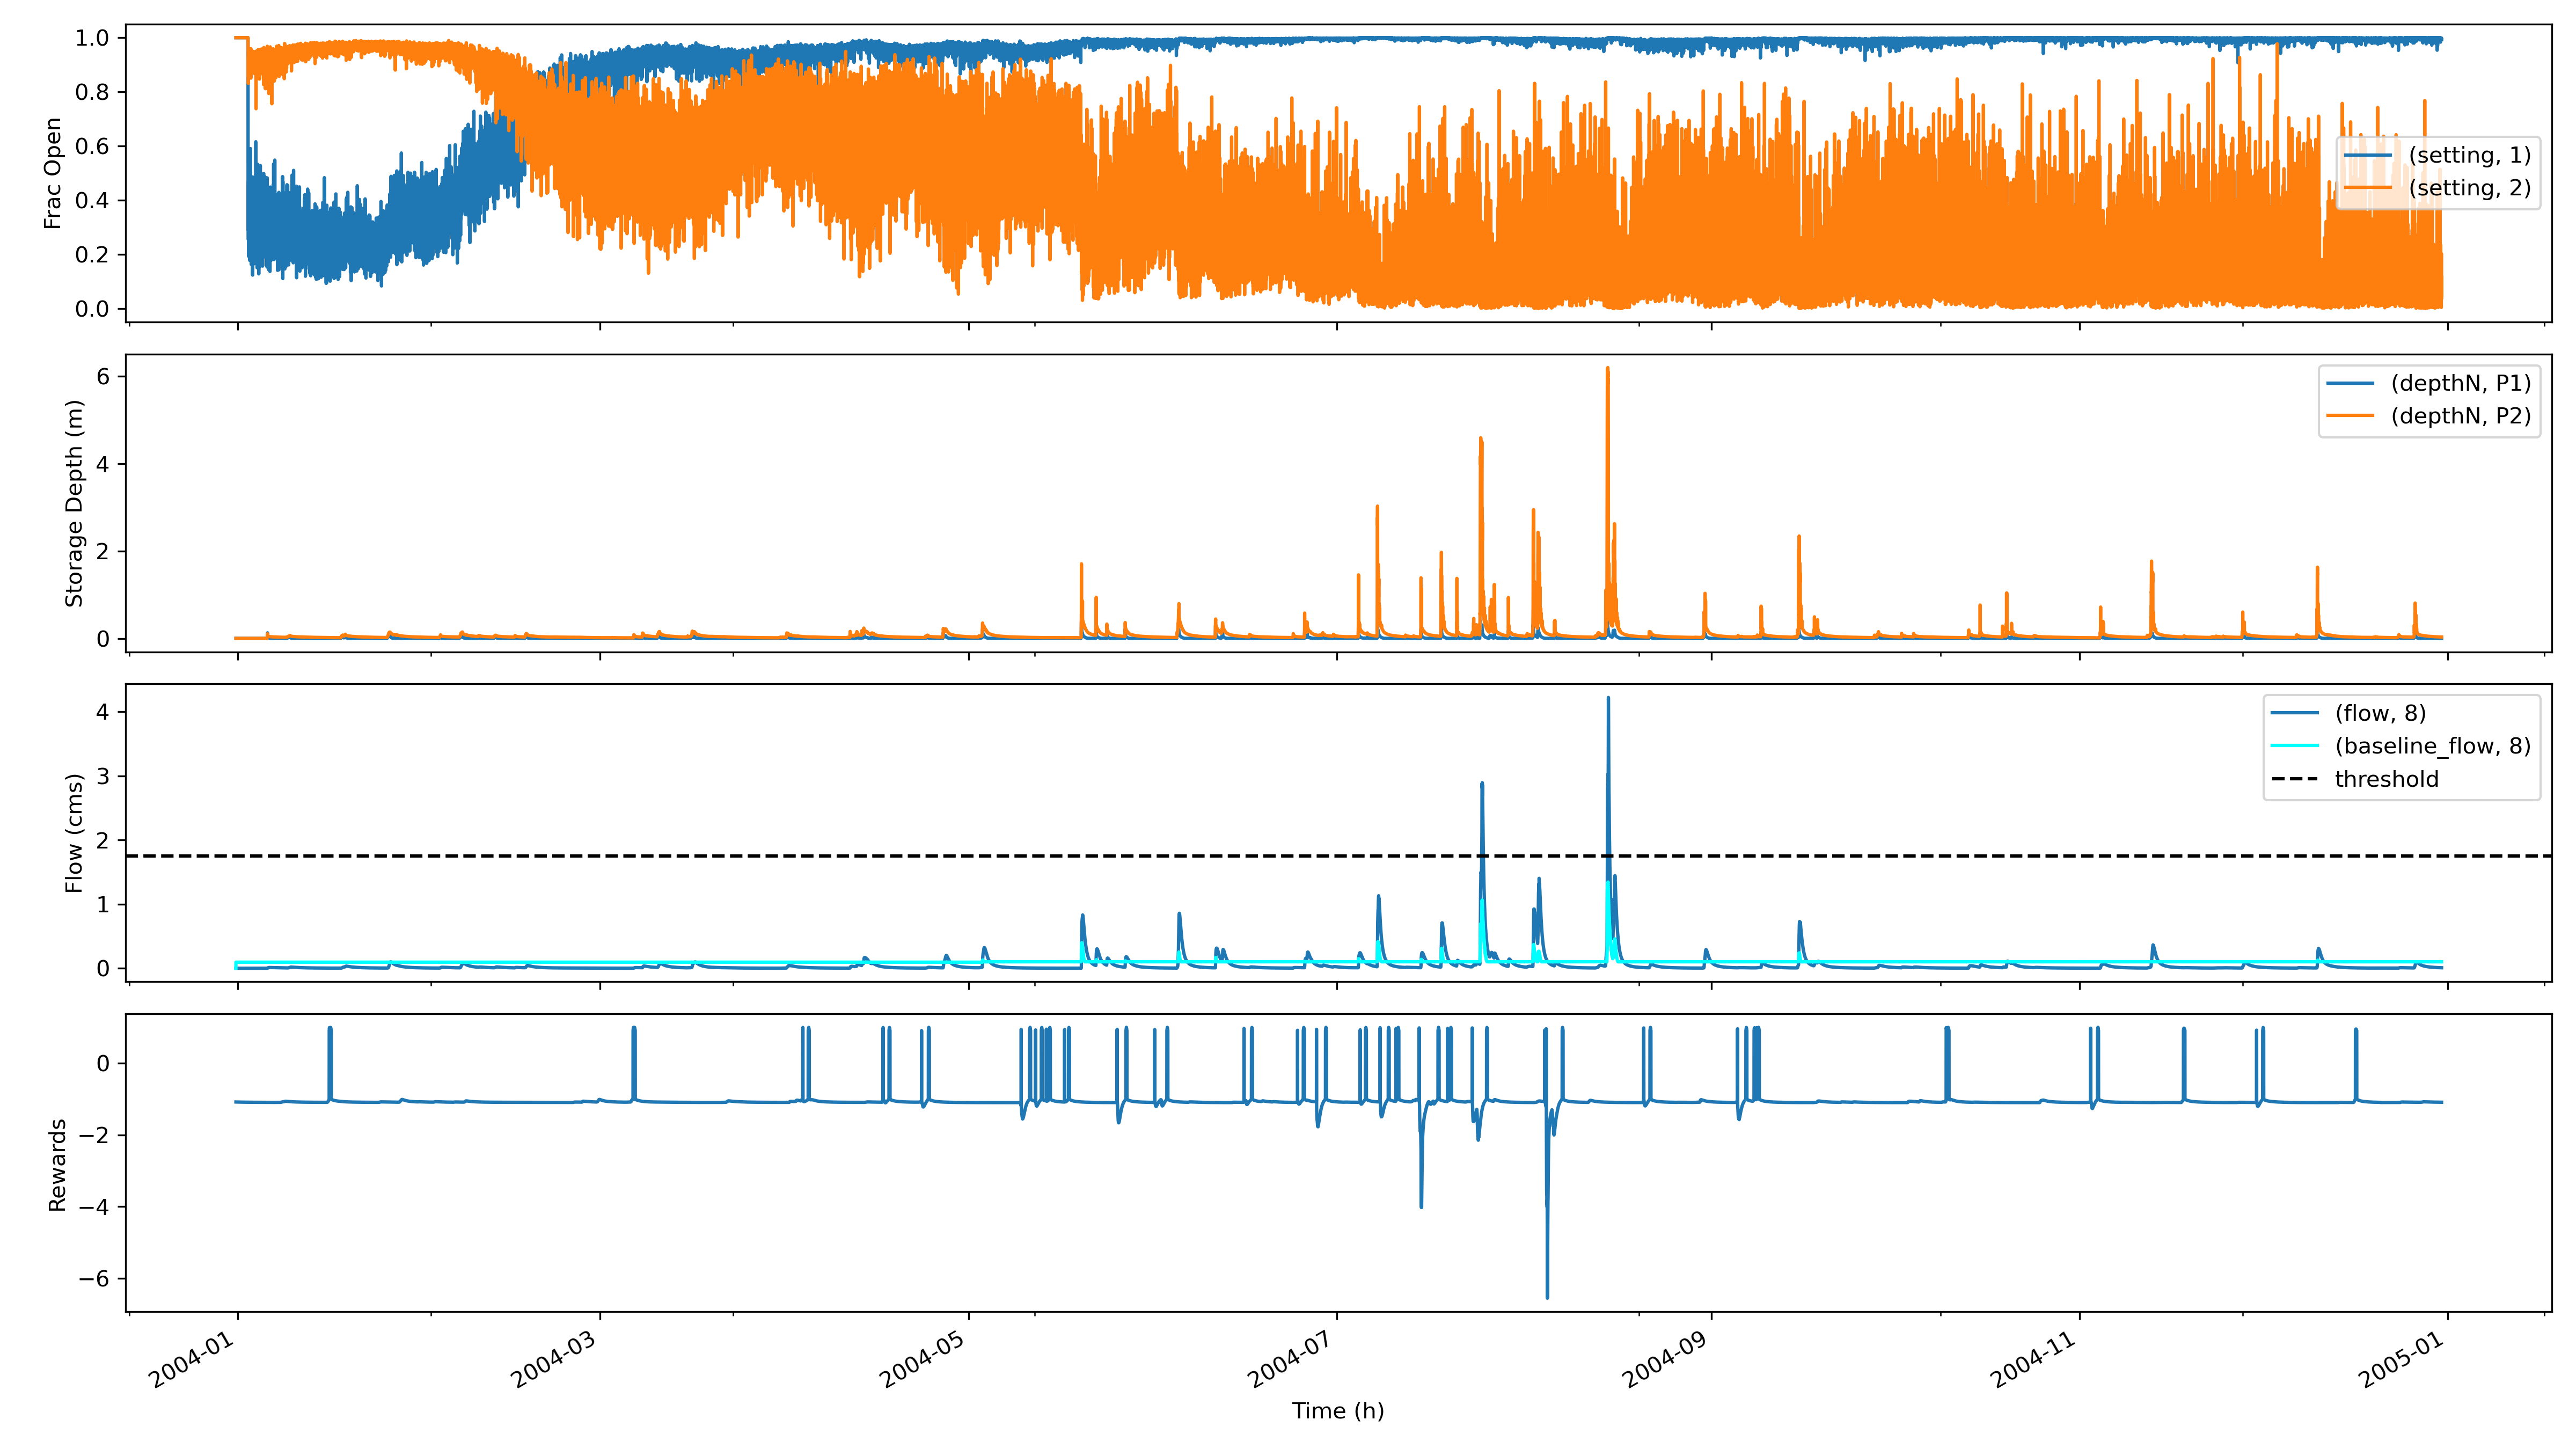 1.0
0.8
0.6
0.4
0.2
0.0
Frac Open
(setting, 1)
(setting, 2)
6
4
2
0
Storage Depth (m)
(depthN, P1)
(depthN, P2)
4
3
2
1
0
Flow (cms)
(flow, 8)
(baseline_flow, 8)
threshold
0
−2
−4
−6
Rewards
2004-01
2004-03
2004-05
2004-07
2004-09
2004-11
2005-01
Time (h)